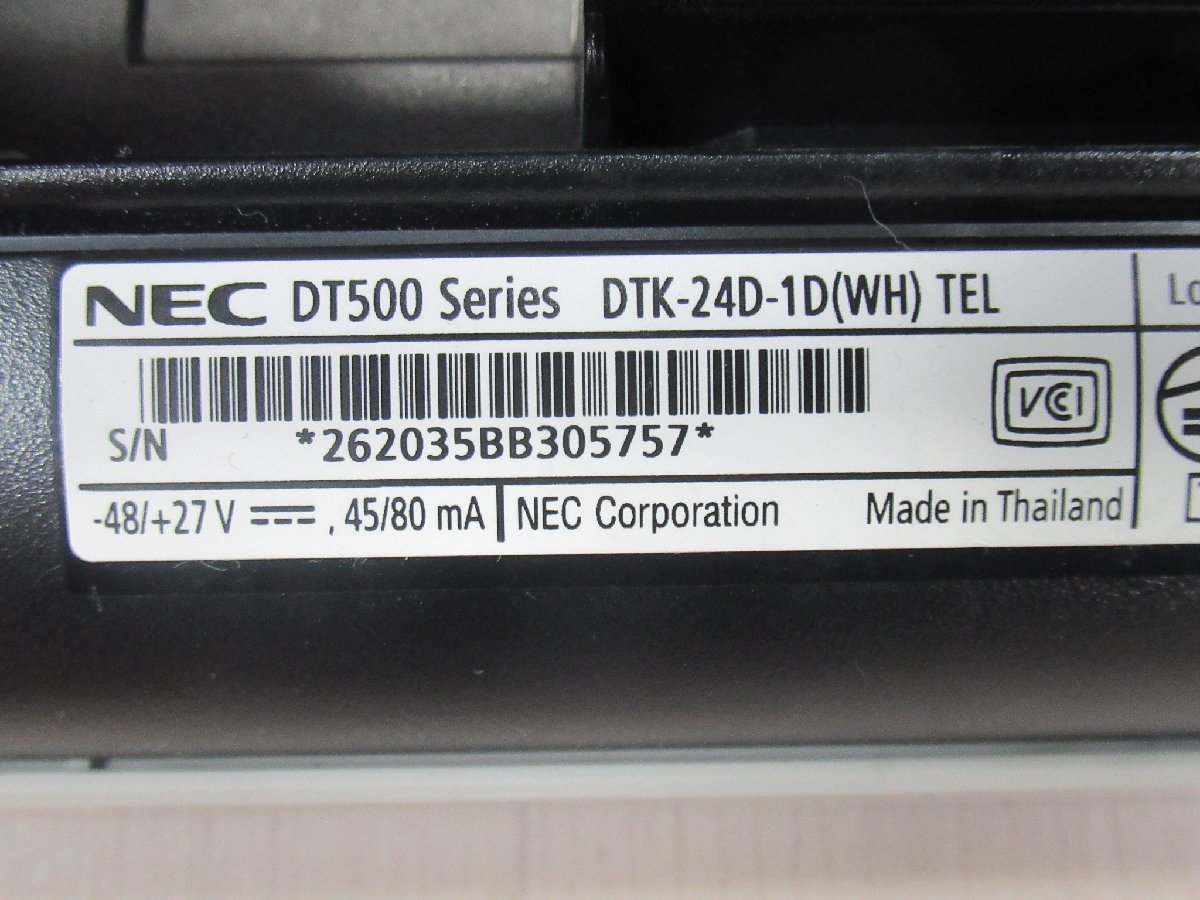 NEC DT500 Series DTK-24D-1D(WH) TEL
VCCI
S/N *262035BB305757*
-48/+27 V ⎓ , 45/80 mA NEC Corporation Made in Thailand